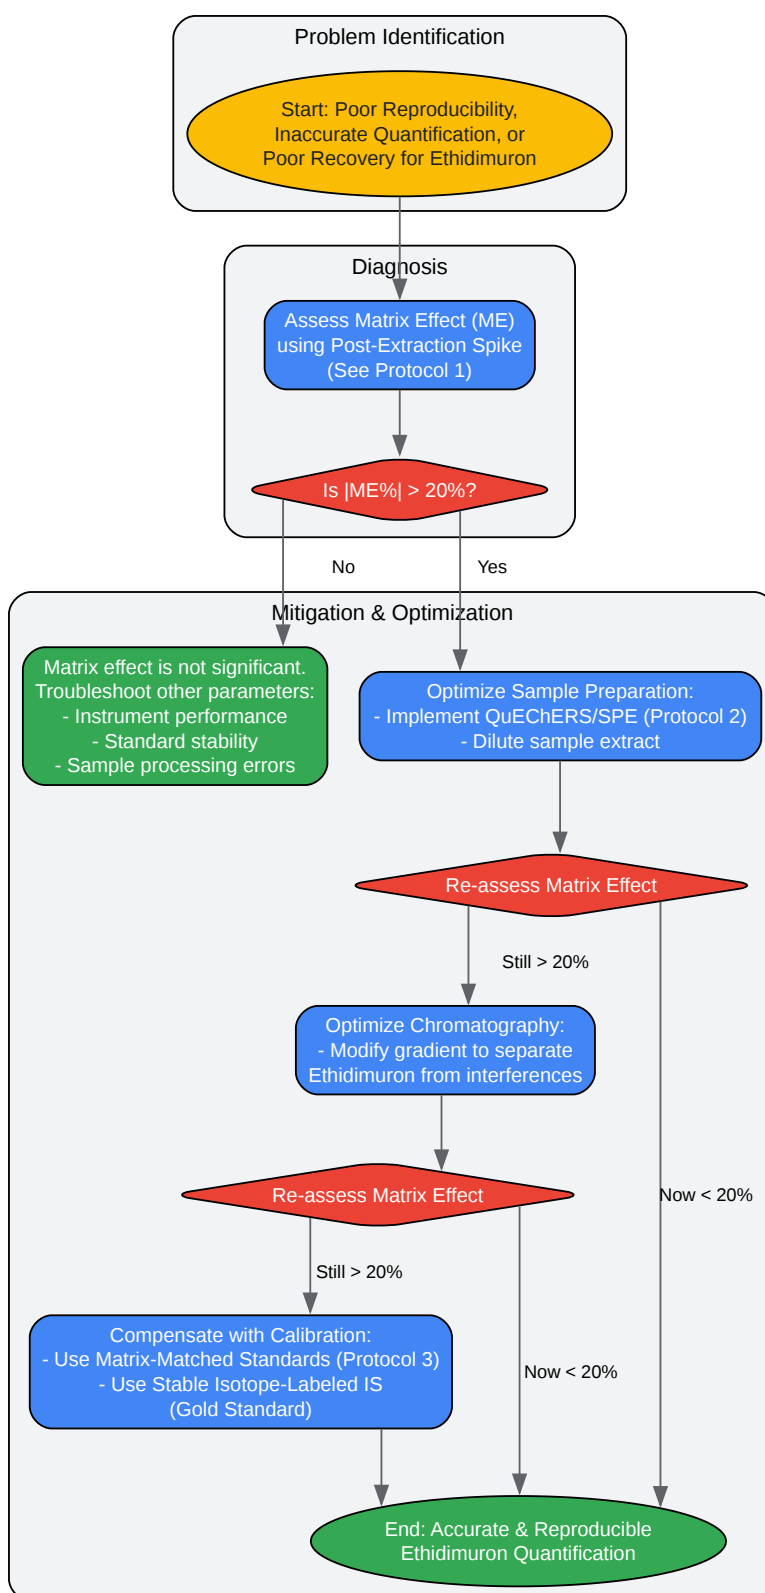 Problem Identification
Start: Poor Reproducibility,
Inaccurate Quantification, or
Poor Recovery for Ethidimuron
Diagnosis
Assess Matrix Effect (ME)
using Post-Extraction Spike
(See Protocol 1)
Is |ME%| > 20%?
No
Yes
Mitigation & Optimization
Matrix effect is not significant.
Troubleshoot other parameters:
- Instrument performance
- Standard stability
- Sample processing errors
Optimize Sample Preparation:
- Implement QuEChERS/SPE (Protocol 2)
- Dilute sample extract
Re-assess Matrix Effect
Still > 20%
Optimize Chromatography:
- Modify gradient to separate
Ethidimuron from interferences
Re-assess Matrix Effect
Now < 20%
Still > 20%
Compensate with Calibration:
- Use Matrix-Matched Standards (Protocol 3)
- Use Stable Isotope-Labeled IS
(Gold Standard)
Now < 20%
End: Accurate & Reproducible
Ethidimuron Quantification